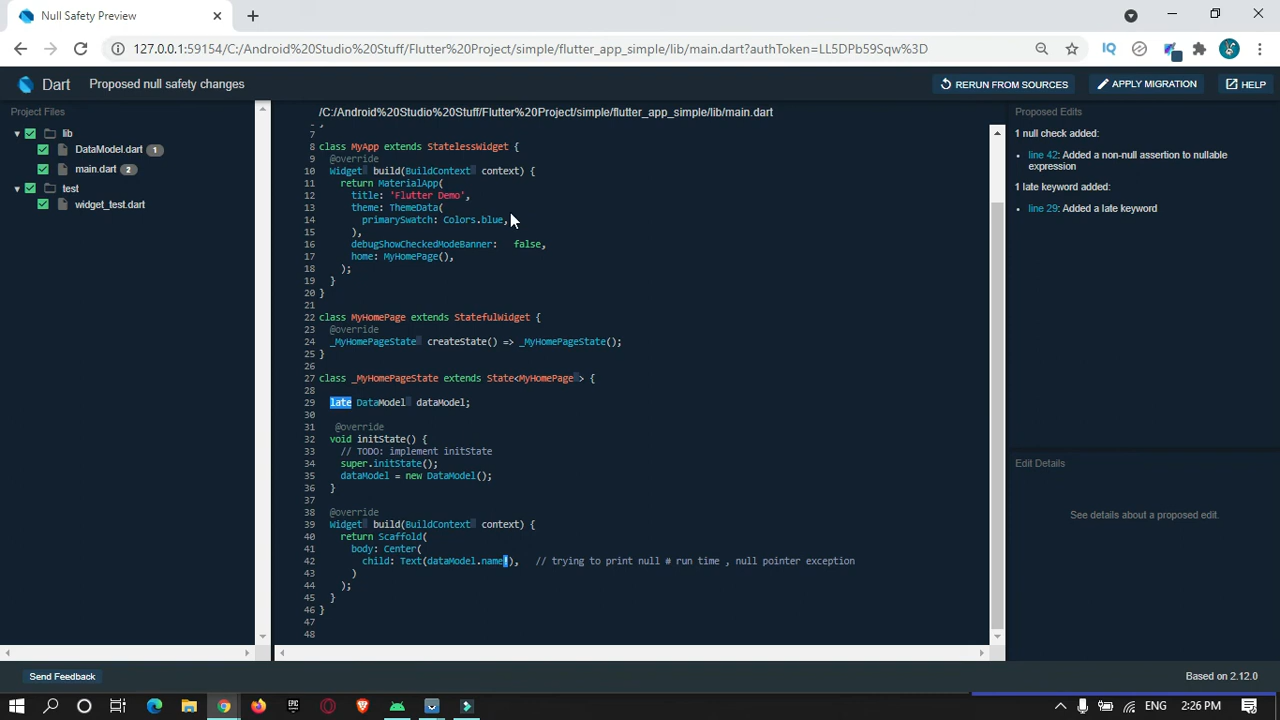 Null Safety Preview
127.0.0.1:59154/C:/Android%20Studio%20Stuff/Flutter%20Project/simple/flutter_app_simple/lib/main.dart?authToken=LL5DPb59Sqw%3D
IQ
Dart Proposed null safety changes
RERUN FROM SOURCES
APPLY MIGRATION
HELP
Project Files
lib
DataModel.dart 1
main.dart 2
test
widget_test.dart
/C:/Android%20Studio%20Stuff/Flutter%20Project/simple/flutter_app_simple/lib/main.dart
7
8 class MyApp extends StatelessWidget {
9 @override
10 Widget build(BuildContext context) {
11 return MaterialApp(
12 title: 'Flutter Demo',
13 theme: ThemeData(
14 primarySwatch: Colors.blue,
15 ),
16 debugShowCheckedModeBanner: false,
17 home: MyHomePage(),
18 );
19 }
20 }
21
22 class MyHomePage extends StatefulWidget {
23 @override
24 _MyHomePageState createState() => _MyHomePageState();
25 }
26
27 class _MyHomePageState extends State<MyHomePage > {
28
29 late DataModel dataModel;
30
31 @override
32 void initState() {
33 // TODO: implement initState
34 super.initState();
35 dataModel = new DataModel();
36 }
37
38 @override
39 Widget build(BuildContext context) {
40 return Scaffold(
41 body: Center(
42 child: Text(dataModel.name!), // trying to print null # run time , null pointer exception
43 )
44 );
45 }
46 }
47
48
Proposed Edits
1 null check added:
line 42: Added a non-null assertion to nullable
expression
1 late keyword added:
line 29: Added a late keyword
Edit Details
See details about a proposed edit.
Send Feedback
Based on 2.12.0
EPIC
ENG
2:26 PM